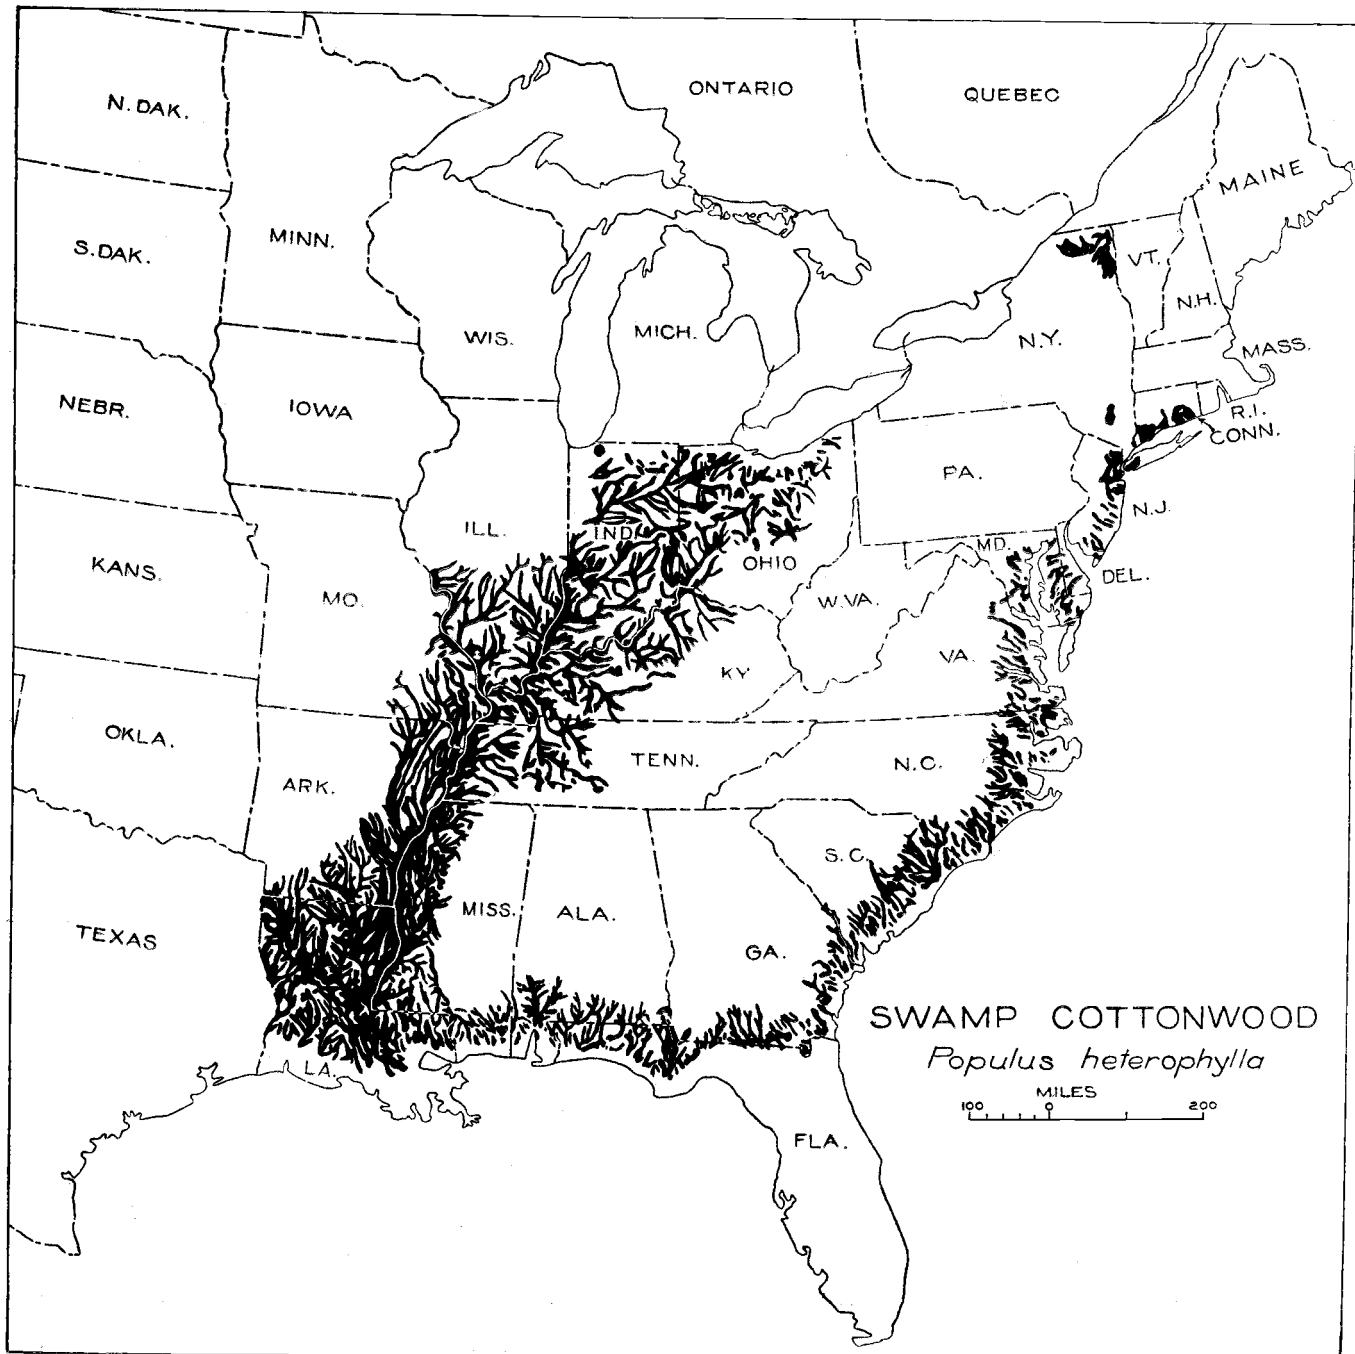 ONTARIO
QUEBEC
N. DAK.
MAINE
MINN.
S. DAK.
VT.
N.H.
WIS.
MICH.
N.Y.
MASS.
NEBR.
IOWA
R.I.
CONN.
PA.
N.J.
ILL.
IND.
OHIO
MD.
DEL.
KANS.
MO.
W.VA.
VA.
KY
OKLA.
TENN.
N.C.
ARK.
S.C.
TEXAS
MISS.
ALA.
GA.
LA.
FLA.
SWAMP COTTONWOOD
Populus heterophylla
MILES
100 0 200